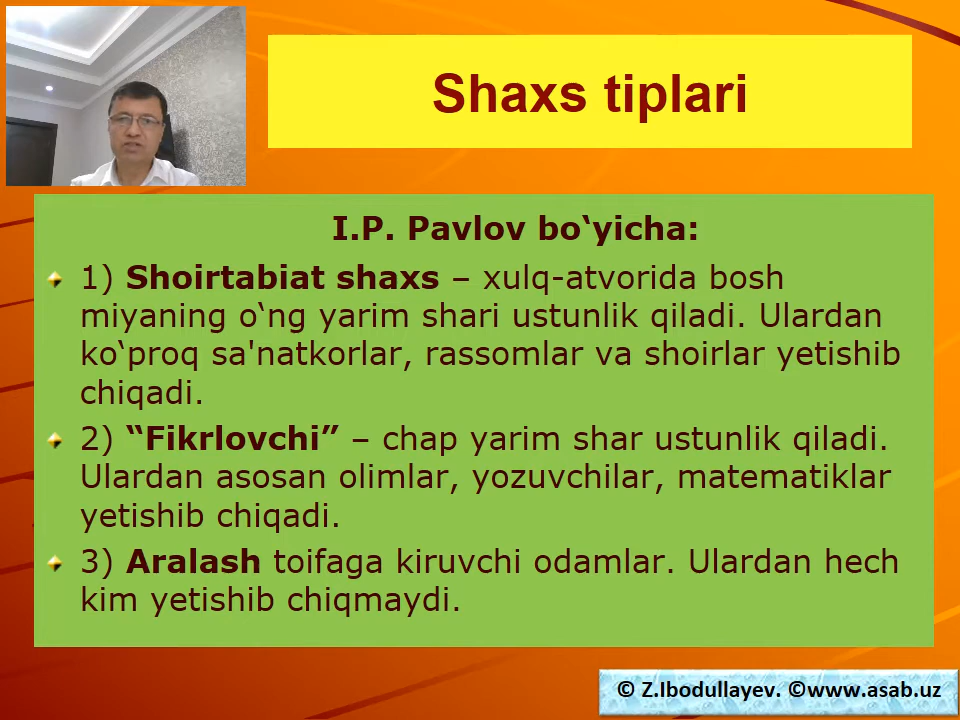 Shaxs tiplari
I.P. Pavlov bo‘yicha:
1) Shoirtabiat shaxs – xulq-atvorida bosh
miyaning o‘ng yarim shari ustunlik qiladi. Ulardan
ko‘proq sa'natkorlar, rassomlar va shoirlar yetishib
chiqadi.
2) “Fikrlovchi” – chap yarim shar ustunlik qiladi.
Ulardan asosan olimlar, yozuvchilar, matematiklar
yetishib chiqadi.
3) Aralash toifaga kiruvchi odamlar. Ulardan hech
kim yetishib chiqmaydi.
© Z.Ibodullayev. ©www.asab.uz